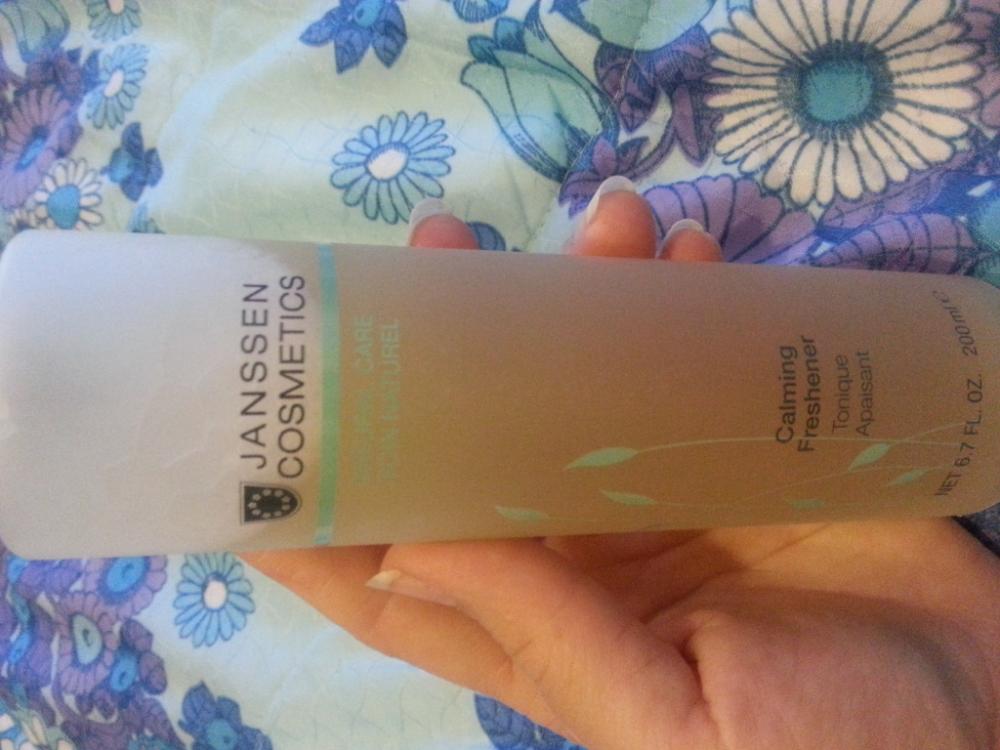 JANSSEN
COSMETICS
NATURAL CARE
SOIN NATUREL
Calming
Freshener
Tonique
Apaisant
NET 6.7 FL. OZ. 200ml ℮